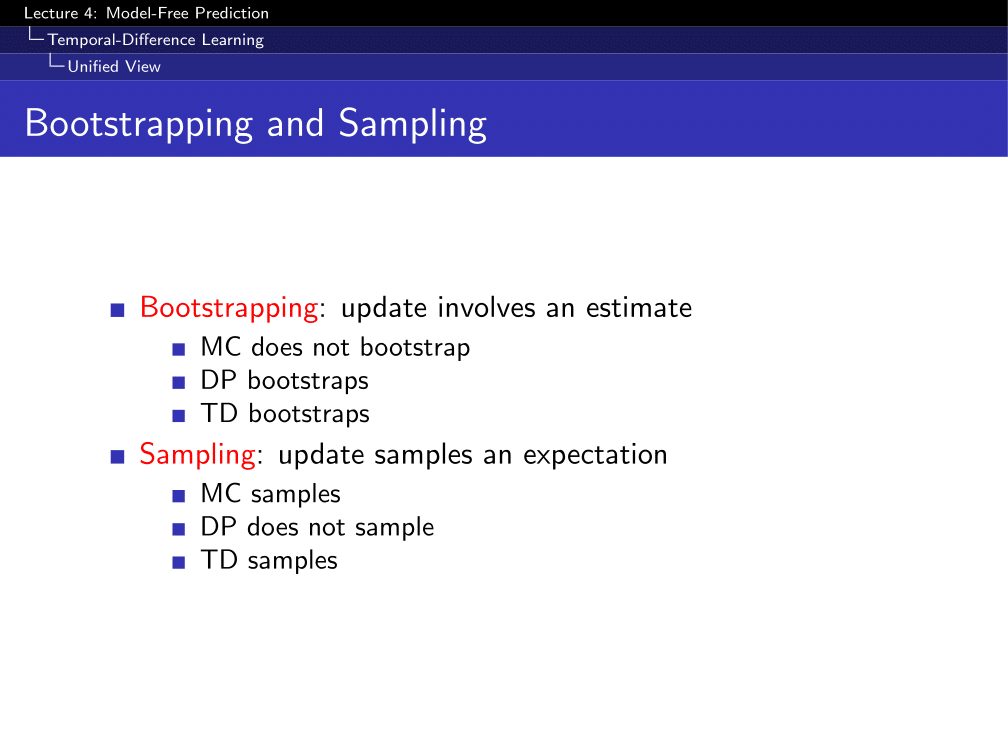 Lecture 4: Model-Free Prediction
Temporal-Difference Learning
Unified View
Bootstrapping and Sampling
Bootstrapping: update involves an estimate
MC does not bootstrap
DP bootstraps
TD bootstraps
Sampling: update samples an expectation
MC samples
DP does not sample
TD samples